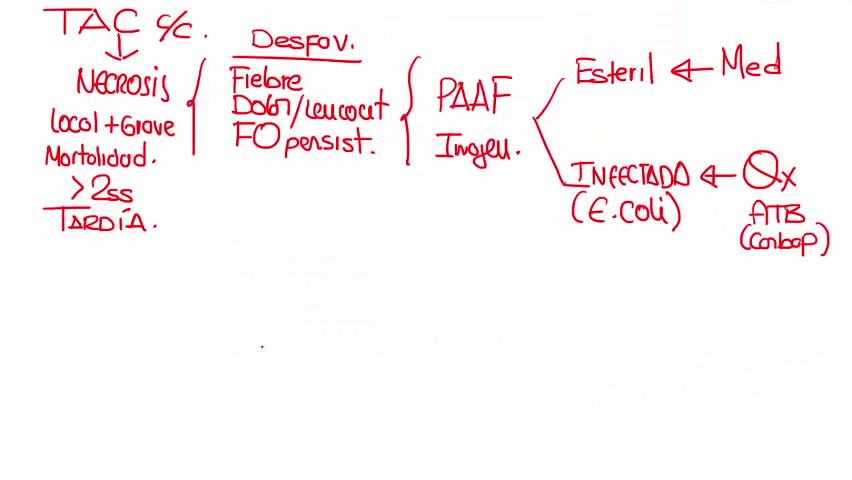 TAC c/c.
NECROSIS
Local + Grave
Mortalidad.
>2ss
TARDÍA.
Desfav.
Fiebre
Dolor/Leucocit
FO persist.
PAAF
Imagen.
Esteril ← Med
INFECTADA ← Qx
(E. Coli)
ATB
(Carbap)